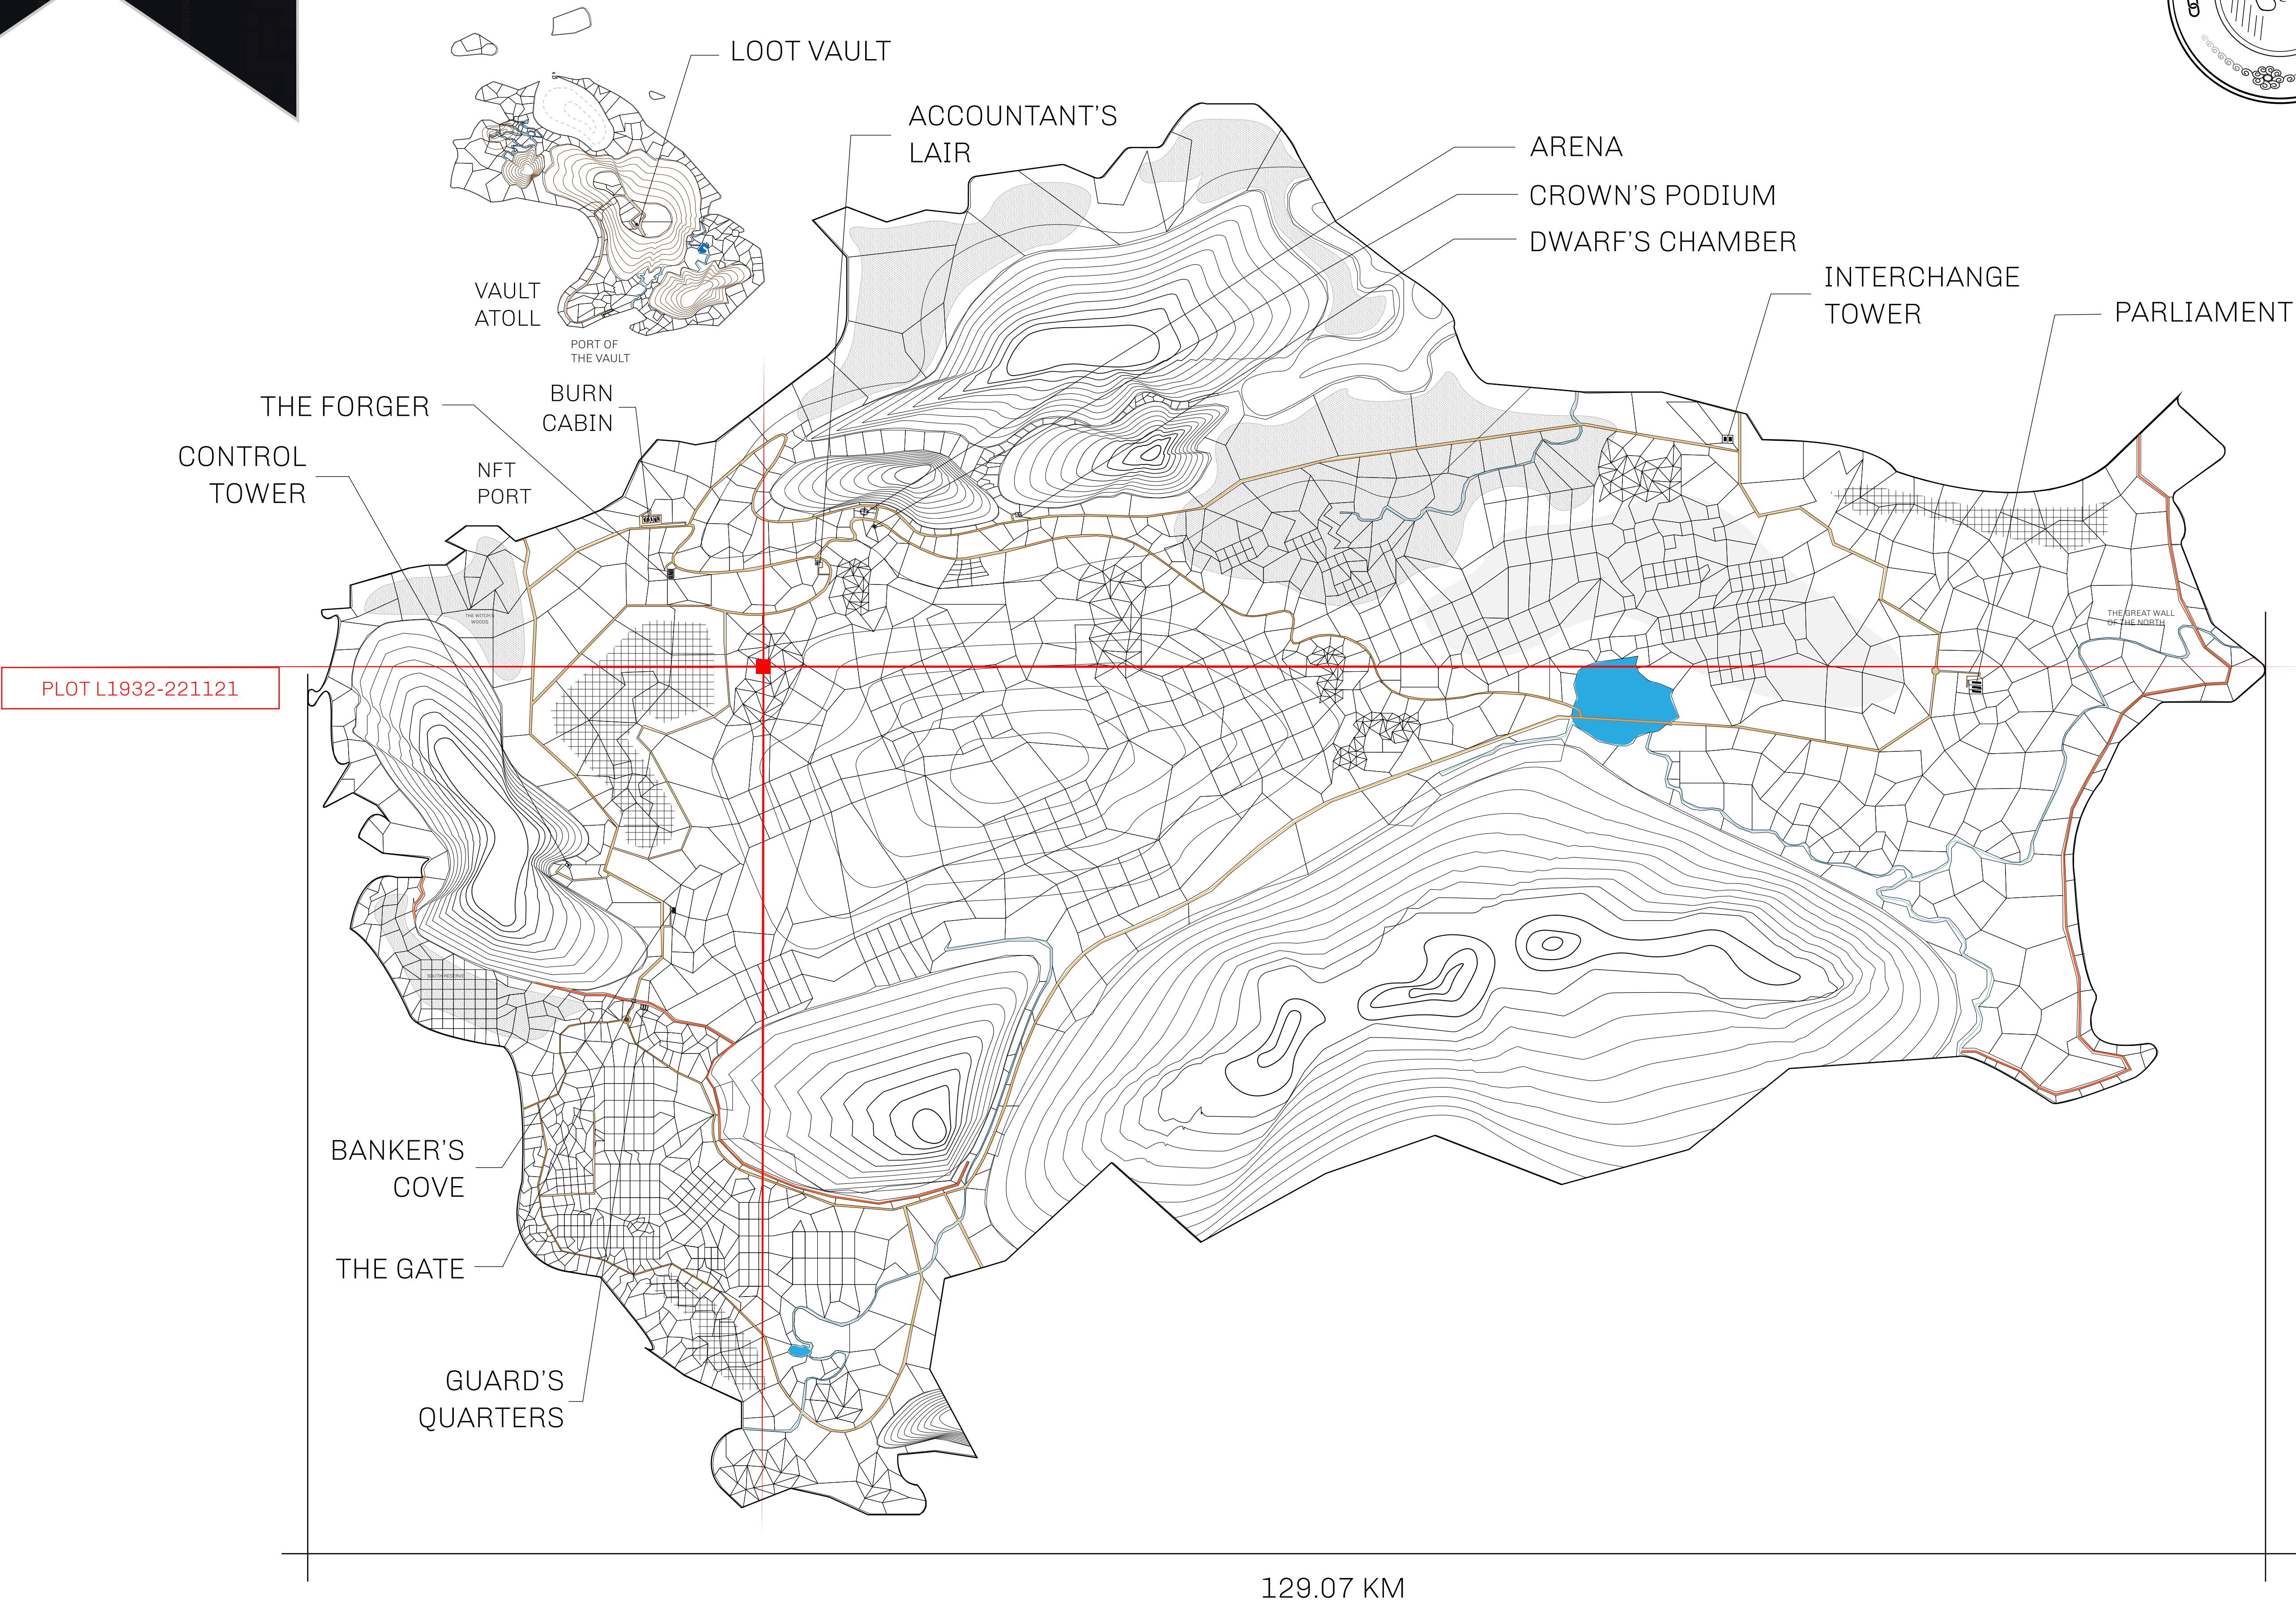 LOOT VAULT
ACCOUNTANT'S
LAIR
ARENA
CROWN'S PODIUM
DWARF'S CHAMBER
INTERCHANGE
TOWER
PARLIAMENT
VAULT
ATOLL
PORT OF
THE VAULT
BURN
CABIN
THE FORGER
CONTROL
TOWER
NFT
PORT
THE WITCH'S
WOODS
THE GREAT WALL
OF THE NORTH
PLOT L1932-221121
SOUTH RESERVE
BANKER'S
COVE
THE GATE
GUARD'S
QUARTERS
129.07 KM